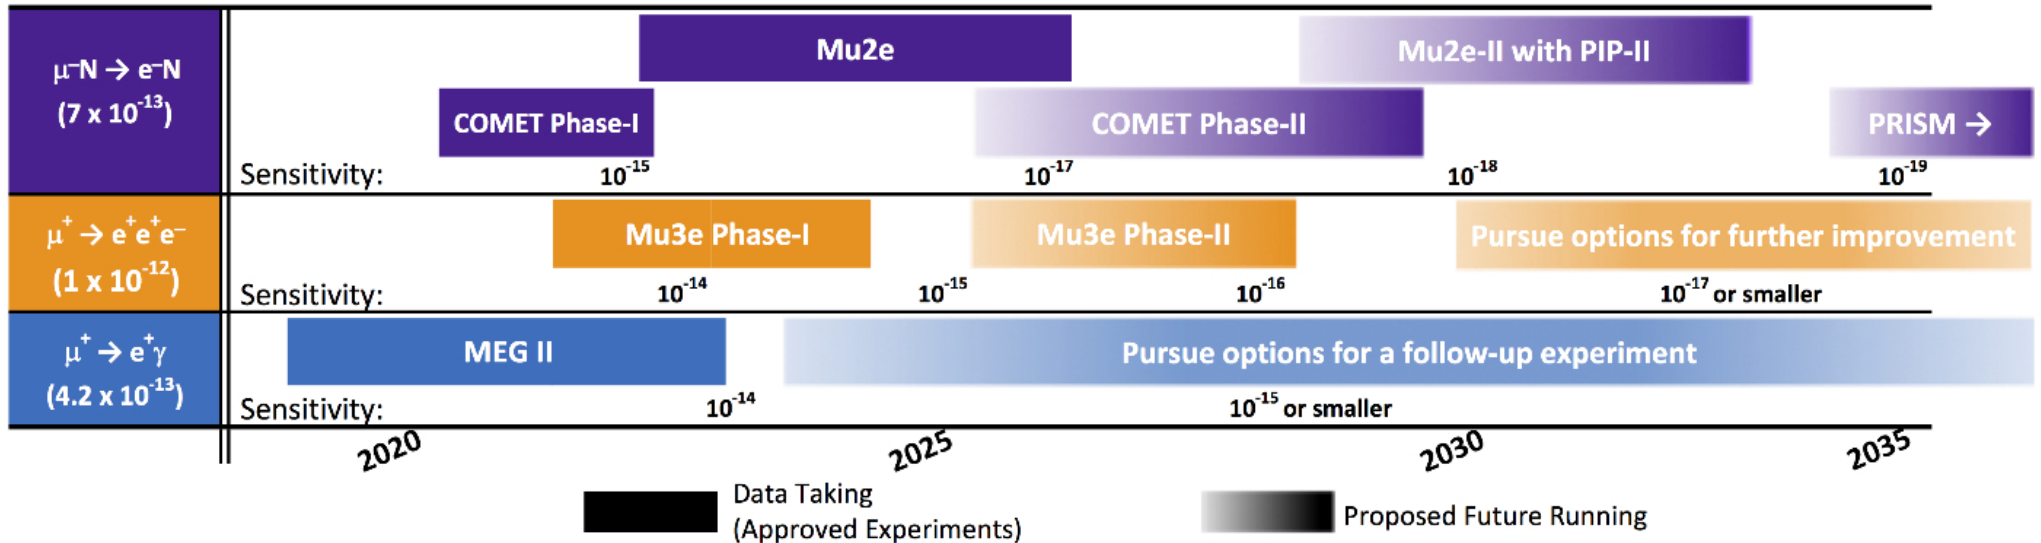 μ⁻N → e⁻N
(7 x 10⁻¹³)
Mu2e
Mu2e-II with PIP-II
COMET Phase-I
COMET Phase-II
PRISM →
Sensitivity:
10⁻¹⁵
10⁻¹⁷
10⁻¹⁸
10⁻¹⁹
μ⁺ → e⁺e⁺e⁻
(1 x 10⁻¹²)
Mu3e Phase-I
Mu3e Phase-II
Pursue options for further improvement
Sensitivity:
10⁻¹⁴
10⁻¹⁵
10⁻¹⁶
10⁻¹⁷ or smaller
μ⁺ → e⁺γ
(4.2 x 10⁻¹³)
MEG II
Pursue options for a follow-up experiment
Sensitivity:
10⁻¹⁴
10⁻¹⁵ or smaller
2020
2025
2030
2035
Data Taking
(Approved Experiments)
Proposed Future Running